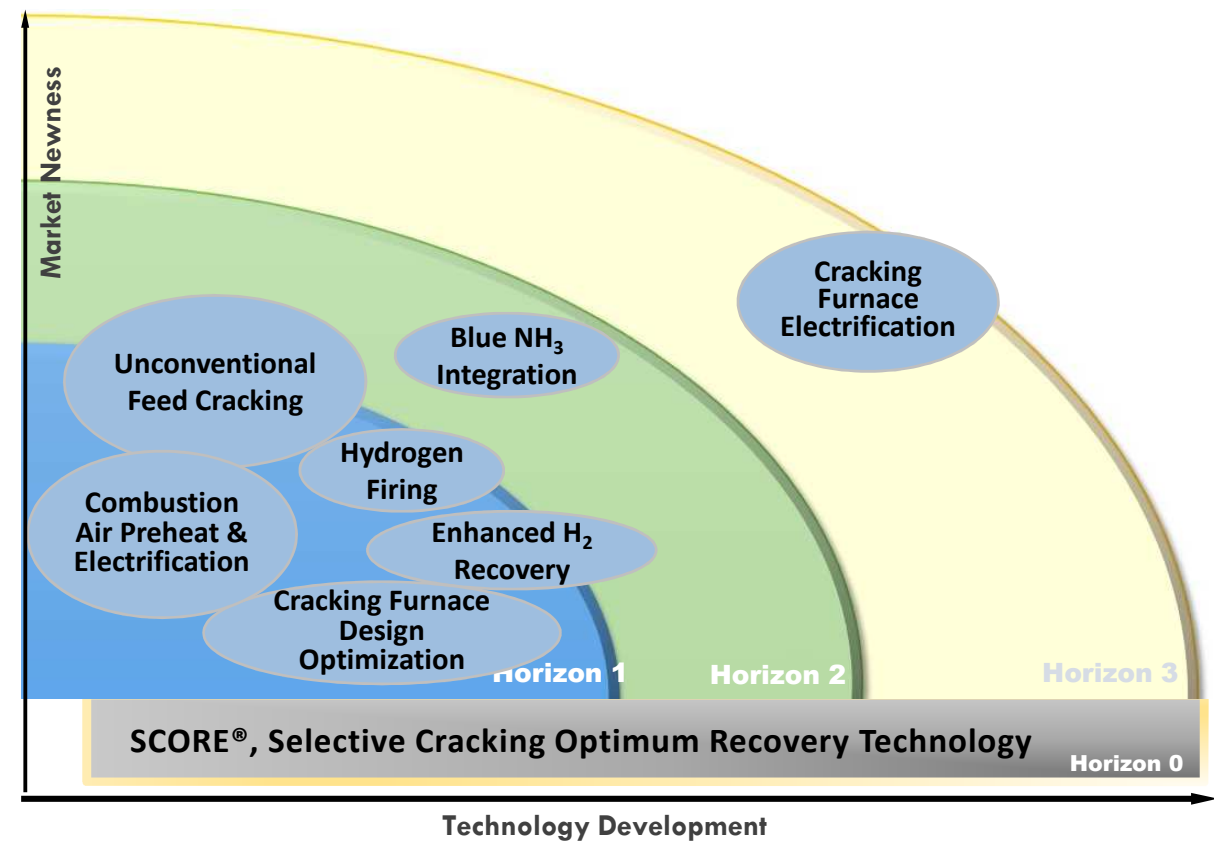 Market Newness
Cracking
Furnace
Electrification
Blue NH₃
Integration
Unconventional
Feed Cracking
Hydrogen
Firing
Combustion
Air Preheat &
Electrification
Enhanced H₂
Recovery
Cracking Furnace
Design
Optimization
Horizon 1
Horizon 2
Horizon 3
SCORE®, Selective Cracking Optimum Recovery Technology
Horizon 0
Technology Development